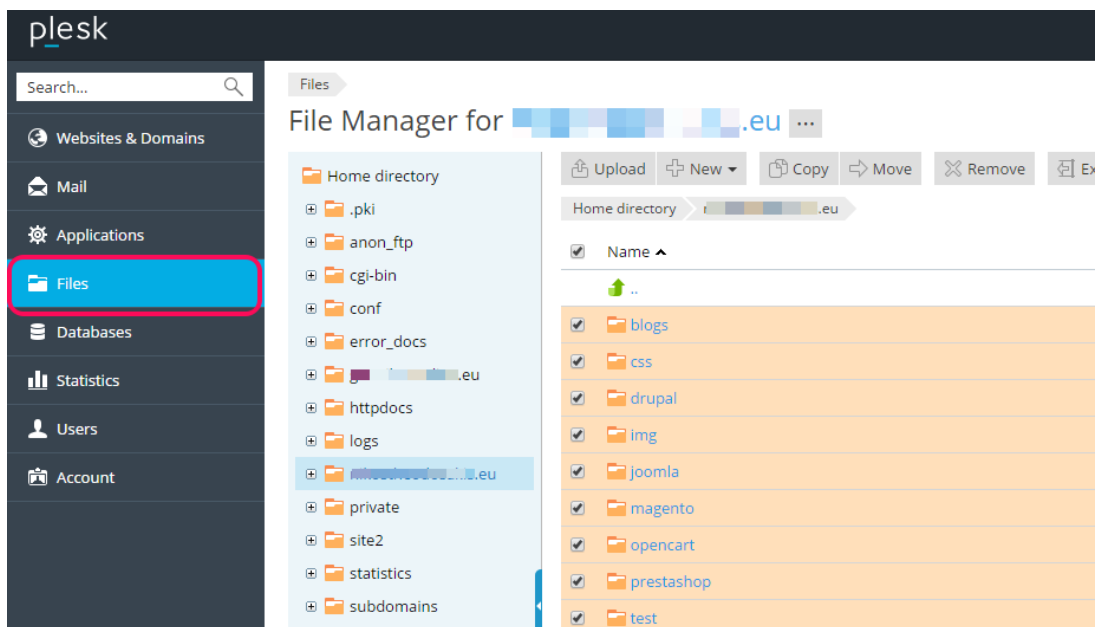 plesk
Search...
Websites & Domains
Mail
Applications
Files
Databases
Statistics
Users
Account
Files
File Manager for .eu ...
Home directory
.pki
anon_ftp
cgi-bin
conf
error_docs
.eu
httpdocs
logs
.eu
private
site2
statistics
subdomains
Upload New Copy Move Remove
Home directory .eu
Name
..
blogs
css
drupal
img
joomla
magento
opencart
prestashop
test